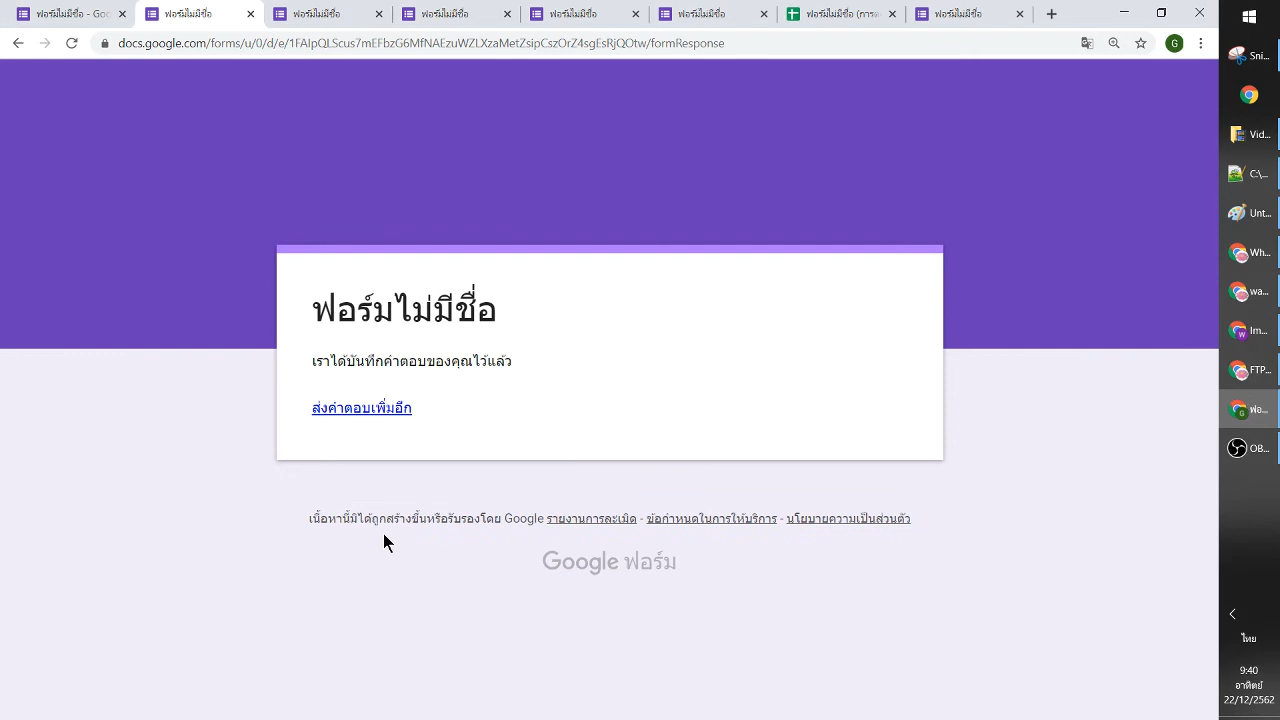 ฟอร์มไม่มีชื่อ - Goo
ฟอร์มไม่มีชื่อ
ฟอร์มไม่มีชื่อ
ฟอร์มไม่มีชื่อ
ฟอร์มไม่มีชื่อ
ฟอร์มไม่มีชื่อ
ฟอร์มไม่มีชื่อ (การต
ฟอร์มไม่มีชื่อ
docs.google.com/forms/u/0/d/e/1FAIpQLScus7mEFbzG6MfNAEzuWZLXzaMetZsipCszOrZ4sgEsRjQOtw/formResponse
G
ฟอร์มไม่มีชื่อ
เราได้บันทึกคำตอบของคุณไว้แล้ว
ส่งคำตอบเพิ่มอีก
เนื้อหานี้มิได้ถูกสร้างขึ้นหรือรับรองโดย Google รายงานการละเมิด - ข้อกำหนดในการให้บริการ - นโยบายความเป็นส่วนตัว
Google ฟอร์ม
Sni...
Vid...
C:\...
Unt...
Wh...
wa...
Im...
FTP...
ฟอ...
OB...
ไทย
9:40
อาทิตย์
22/12/2562